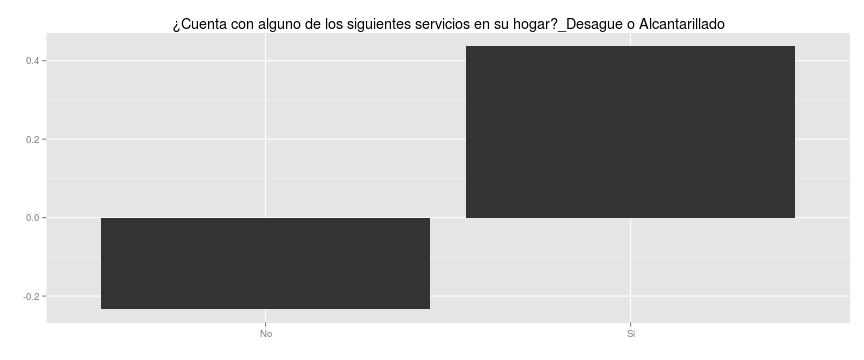 ¿Cuenta con alguno de los siguientes servicios en su hogar?_Desague o Alcantarillado
0.4
0.2
0.0
-0.2
No Si